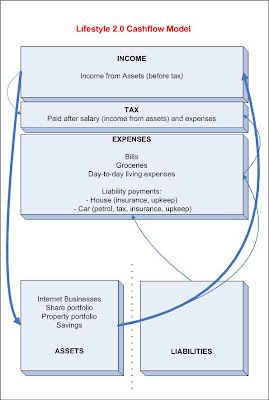 Lifestyle 2.0 Cashflow Model
INCOME
Income from Assets (before tax)
TAX
Paid after salary (income from assets) and expenses
EXPENSES
Bills
Groceries
Day-to-day living expenses
Liability payments:
- House (insurance, upkeep)
- Car (petrol, tax, insurance, upkeep)
Internet Businesses
Share portfolio
Property portfolio
Savings
ASSETS
LIABILITIES